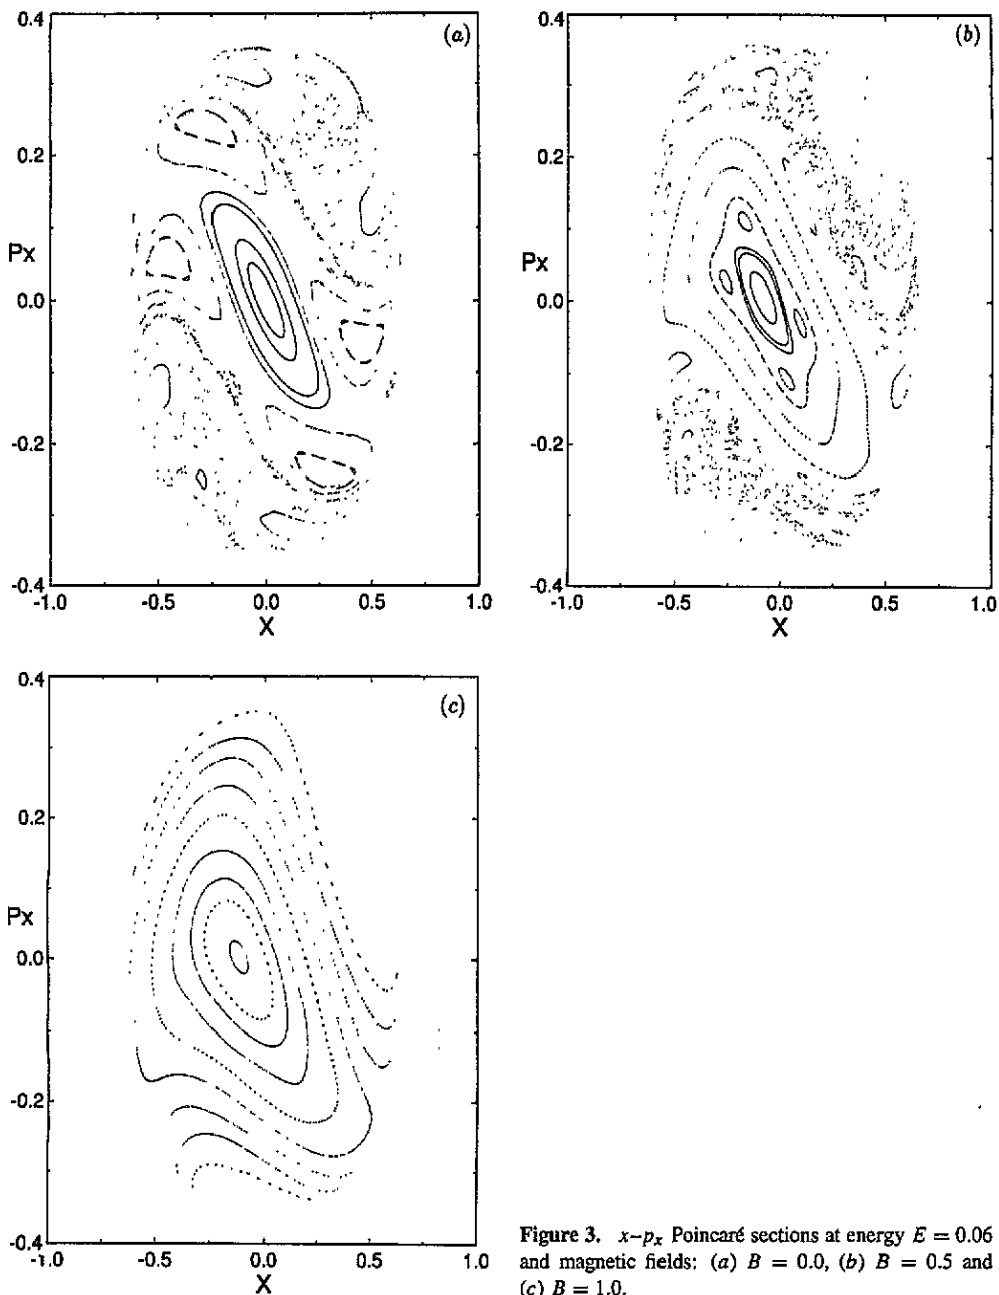 (a)
0.4
0.2
Px
0.0
-0.2
-0.4
-1.0 -0.5 0.0 0.5 1.0
X
(b)
0.4
0.2
Px
0.0
-0.2
-0.4
-1.0 -0.5 0.0 0.5 1.0
X
(c)
0.4
0.2
Px
0.0
-0.2
-0.4
-1.0 -0.5 0.0 0.5 1.0
X
Figure 3. x–pₓ Poincaré sections at energy E = 0.06
and magnetic fields: (a) B = 0.0, (b) B = 0.5 and
(c) B = 1.0.